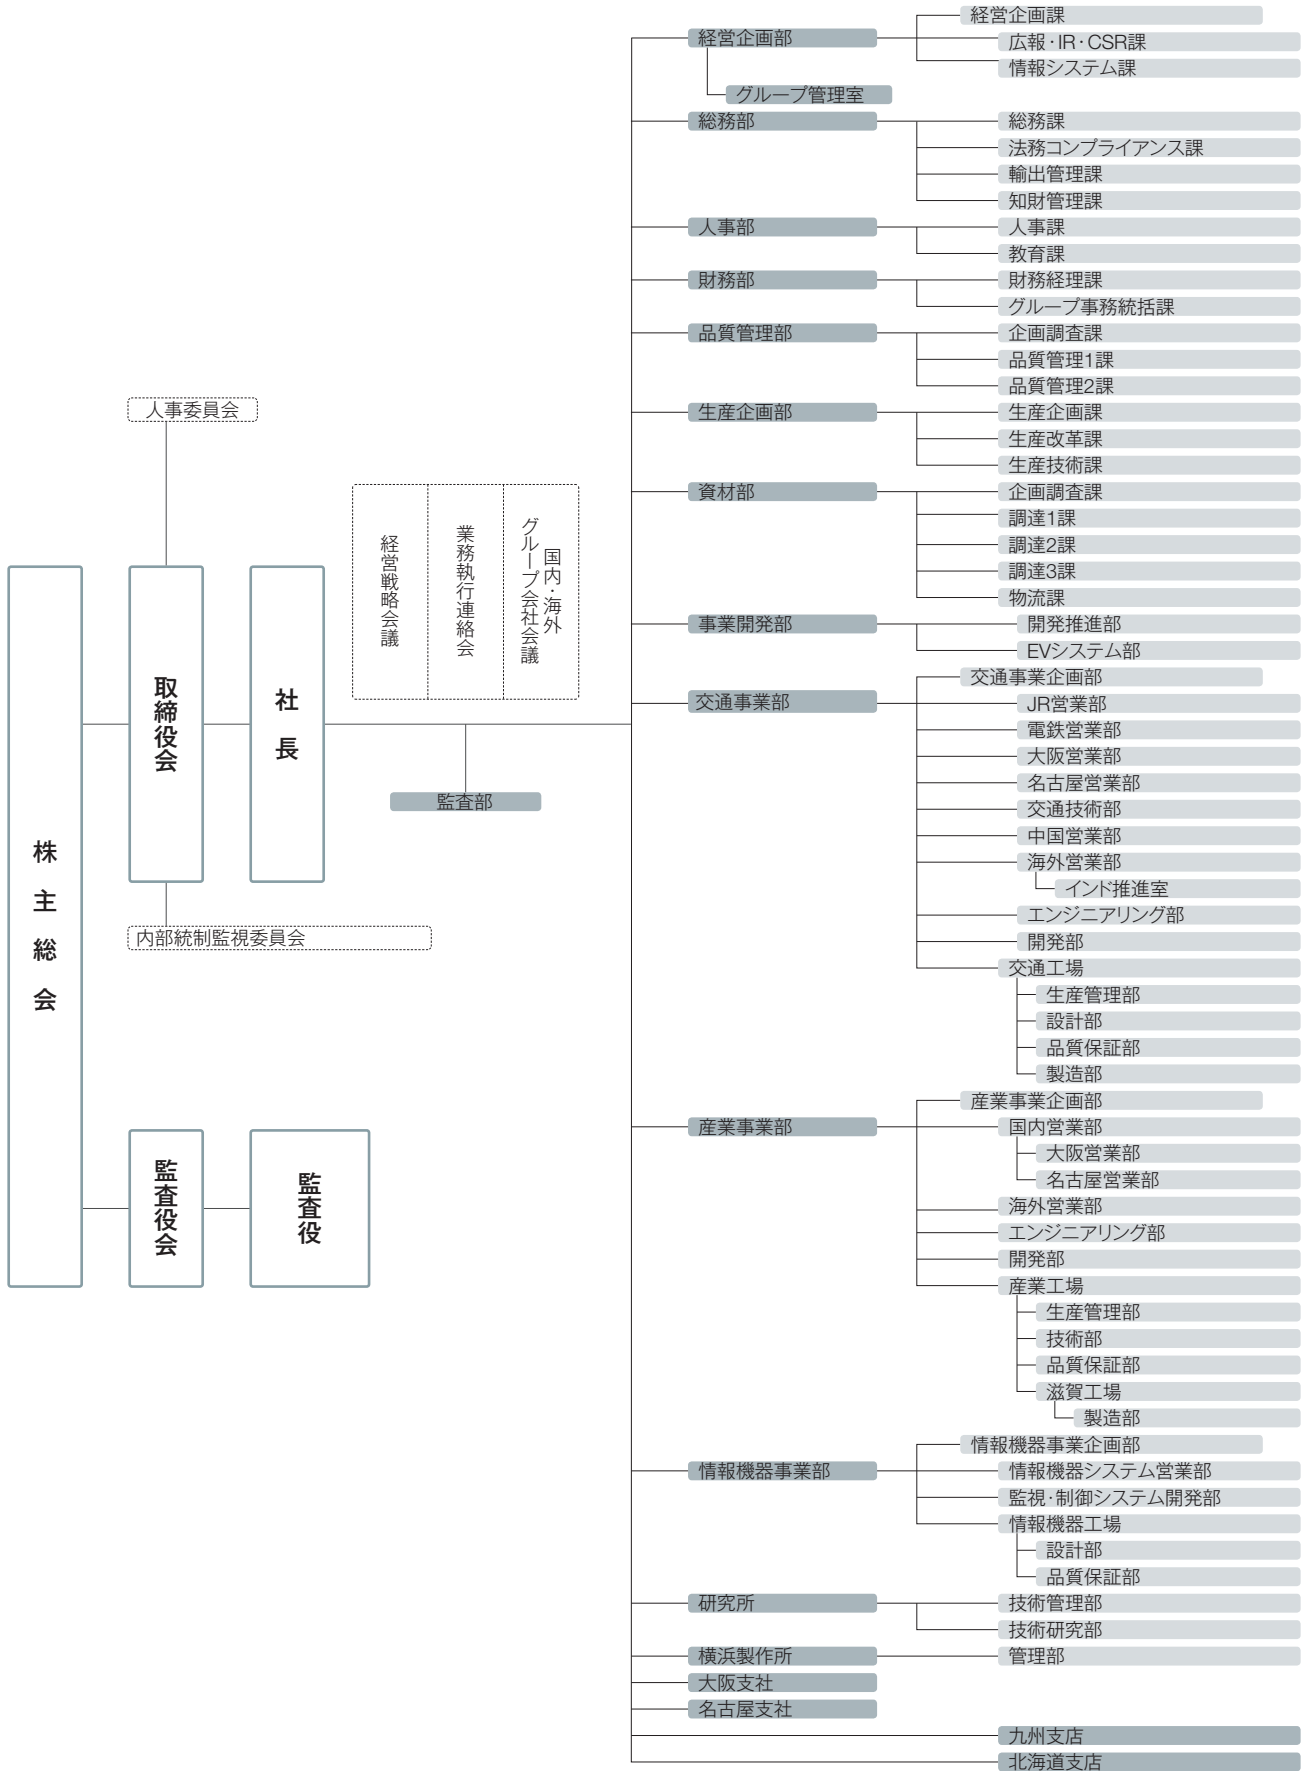 株主総会
取締役会
社長
人事委員会
内部統制監視委員会
監査役会
監査役
経営戦略会議
業務執行連絡会
国内・海外
グループ会社会議
監査部
経営企画部
経営企画課
広報・IR・CSR課
情報システム課
グループ管理室
総務部
総務課
法務コンプライアンス課
輸出管理課
知財管理課
人事部
人事課
教育課
財務部
財務経理課
グループ事務統括課
品質管理部
企画調査課
品質管理1課
品質管理2課
生産企画部
生産企画課
生産改革課
生産技術課
資材部
企画調査課
調達1課
調達2課
調達3課
物流課
事業開発部
開発推進部
EVシステム部
交通事業部
交通事業企画部
JR営業部
電鉄営業部
大阪営業部
名古屋営業部
交通技術部
中国営業部
海外営業部
インド推進室
エンジニアリング部
開発部
交通工場
生産管理部
設計部
品質保証部
製造部
産業事業部
産業事業企画部
国内営業部
大阪営業部
名古屋営業部
海外営業部
エンジニアリング部
開発部
産業工場
生産管理部
技術部
品質保証部
滋賀工場
製造部
情報機器事業部
情報機器事業企画部
情報機器システム営業部
監視・制御システム開発部
情報機器工場
設計部
品質保証部
研究所
技術管理部
技術研究部
横浜製作所
管理部
大阪支社
名古屋支社
九州支店
北海道支店